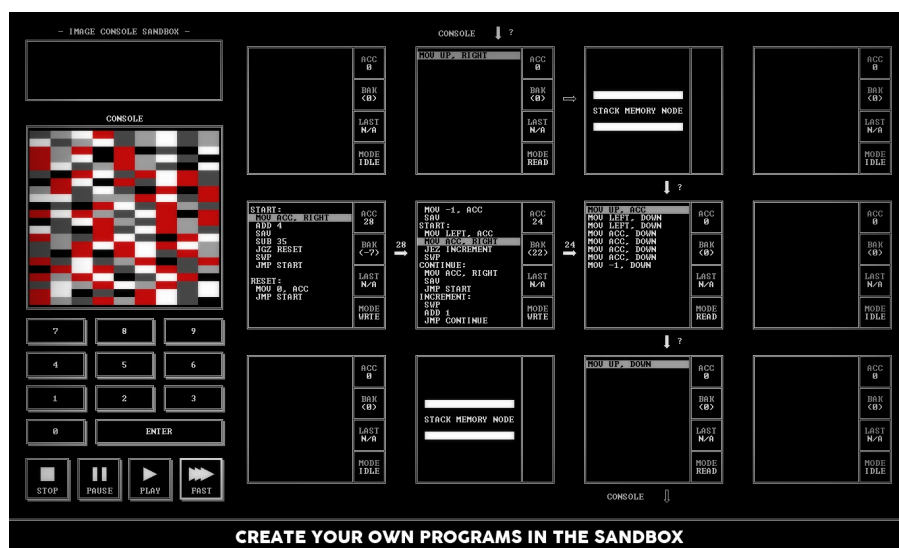 - IMAGE CONSOLE SANDBOX -
CONSOLE
7
8
9
4
5
6
1
2
3
0
ENTER
STOP
PAUSE
PLAY
FAST
CONSOLE ?
ACC
0
BAK
<0>
LAST
N/A
MODE
IDLE
MOV UP, RIGHT
ACC
0
BAK
<0>
LAST
N/A
MODE
READ
STACK MEMORY NODE
ACC
0
BAK
<0>
LAST
N/A
MODE
IDLE
?
START:
MOV ACC, RIGHT
ADD 4
SAV
SUB 35
JGZ RESET
SWP
JMP START
RESET:
MOV 0, ACC
JMP START
ACC
28
BAK
<-7>
LAST
N/A
MODE
WRTE
28
MOV -1, ACC
SAV
START:
MOV LEFT, ACC
MOV ACC, RIGHT
JEZ INCREMENT
SWP
CONTINUE:
MOV ACC, RIGHT
SAV
JMP START
INCREMENT:
SWP
ADD 1
JMP CONTINUE
ACC
24
BAK
<22>
LAST
N/A
MODE
WRTE
24
MOV UP, ACC
MOV LEFT, DOWN
MOV LEFT, DOWN
MOV ACC, DOWN
MOV ACC, DOWN
MOV ACC, DOWN
MOV ACC, DOWN
MOV -1, DOWN
ACC
0
BAK
<0>
LAST
N/A
MODE
READ
ACC
0
BAK
<0>
LAST
N/A
MODE
IDLE
?
ACC
0
BAK
<0>
LAST
N/A
MODE
IDLE
STACK MEMORY NODE
MOV UP, DOWN
ACC
0
BAK
<0>
LAST
N/A
MODE
READ
ACC
0
BAK
<0>
LAST
N/A
MODE
IDLE
CONSOLE
CREATE YOUR OWN PROGRAMS IN THE SANDBOX